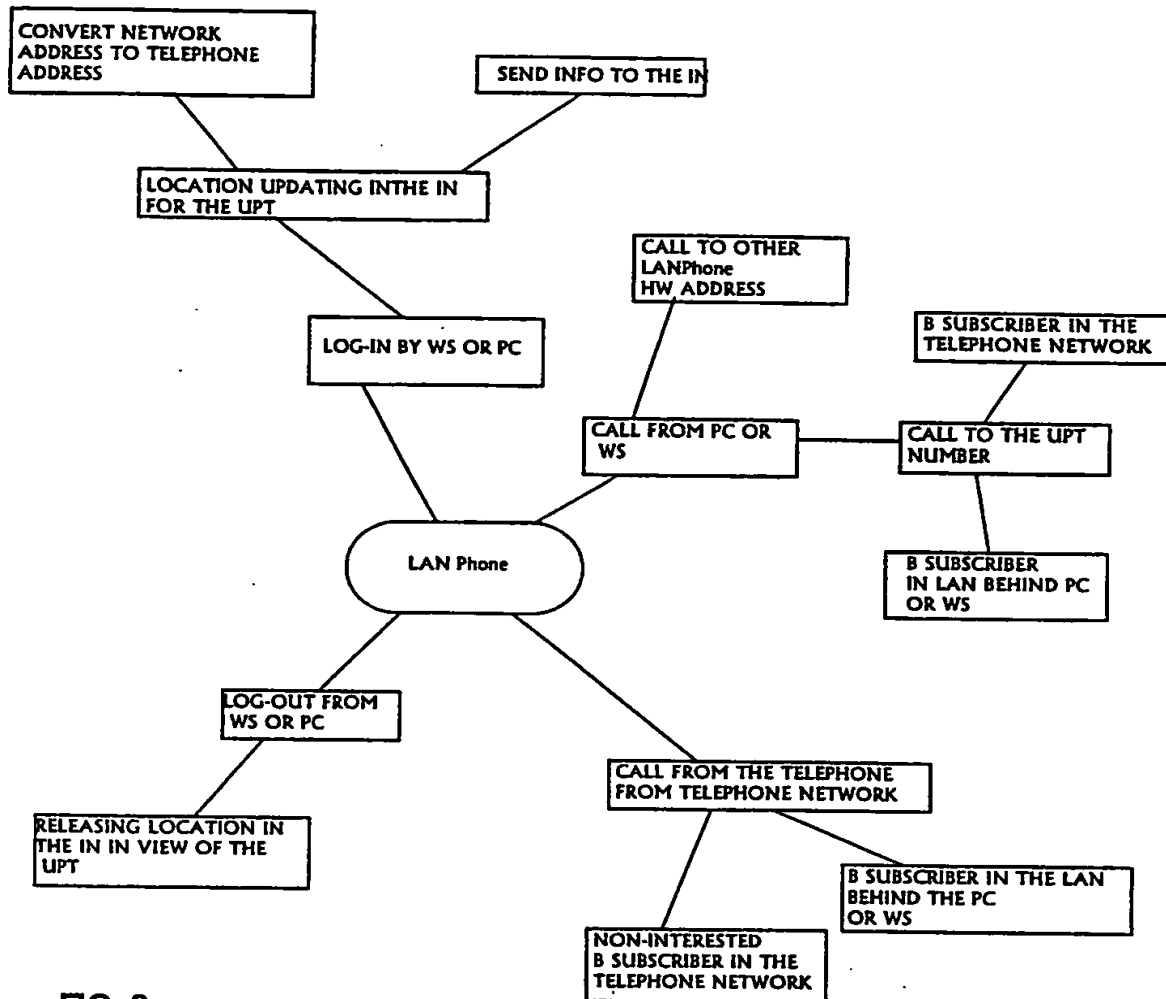 CONVERT NETWORK
ADDRESS TO TELEPHONE
ADDRESS
SEND INFO TO THE IN
LOCATION UPDATING INTHE IN
FOR THE UPT
CALL TO OTHER
LANPhone
HW ADDRESS
LOG-IN BY WS OR PC
B SUBSCRIBER IN THE
TELEPHONE NETWORK
CALL FROM PC OR
WS
CALL TO THE UPT
NUMBER
LAN Phone
B SUBSCRIBER
IN LAN BEHIND PC
OR WS
LOG-OUT FROM
WS OR PC
CALL FROM THE TELEPHONE
FROM TELEPHONE NETWORK
RELEASING LOCATION IN
THE IN IN VIEW OF THE
UPT
B SUBSCRIBER IN THE LAN
BEHIND THE PC
OR WS
NON-INTERESTED
B SUBSCRIBER IN THE
TELEPHONE NETWORK